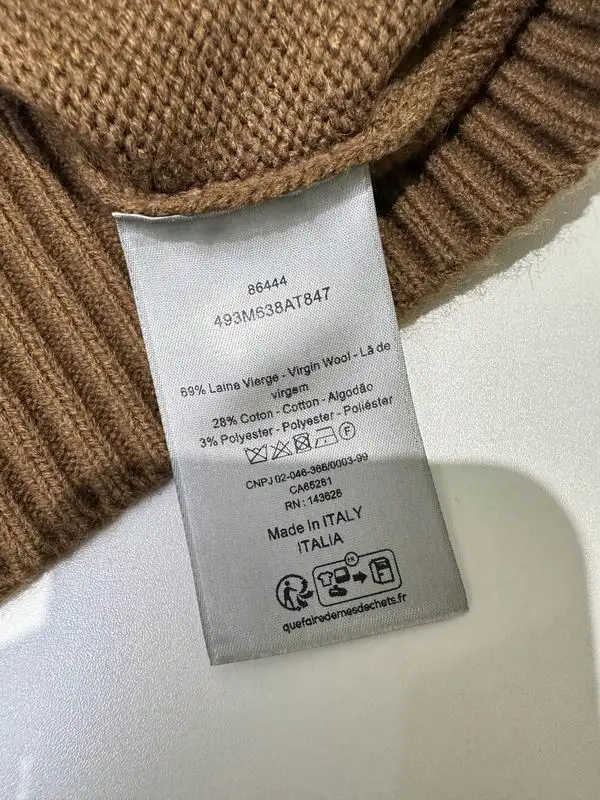 86444
493M638AT847
69% Laine Vierge - Virgin Wool - Lã de
virgem
28% Coton - Cotton - Algodão
3% Polyester - Polyester - Poliéster
F
CNPJ 02-046-366/0003-99
CA65281
RN : 143628
Made In ITALY
ITALIA
FR
quefairedemesdechets.fr